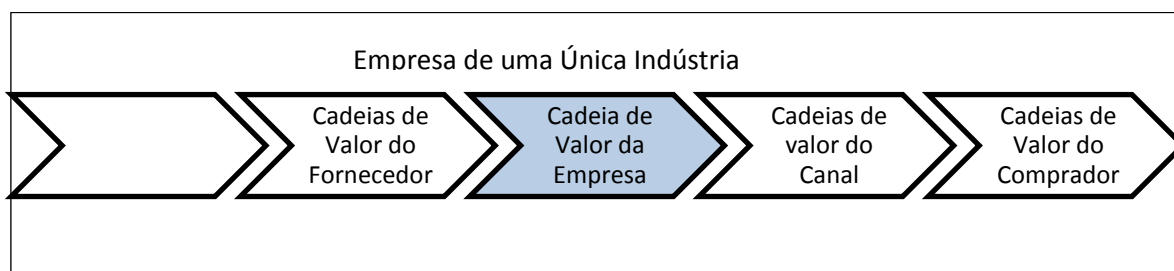 Empresa de uma Única Indústria
Cadeias de
Valor do
Fornecedor
Cadeia de
Valor da
Empresa
Cadeias de
valor do
Canal
Cadeias de
Valor do
Comprador